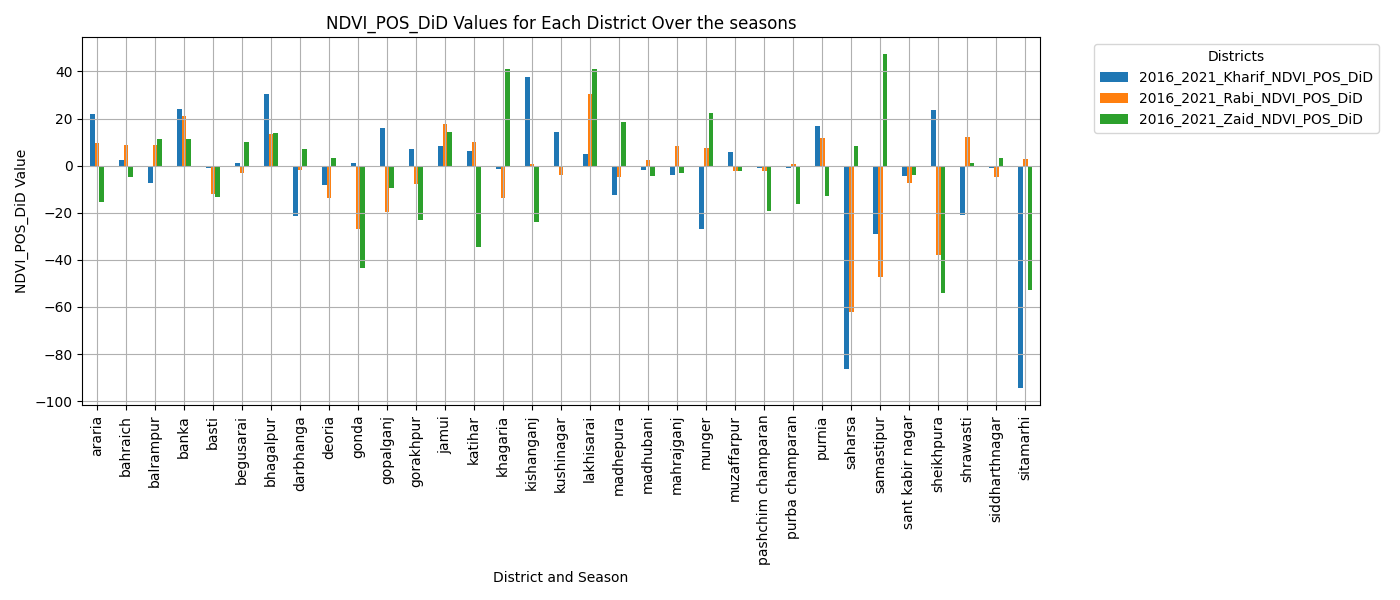 NDVI_POS_DiD Values for Each District Over the seasons
NDVI_POS_DiD Value
40
20
0
−20
−40
−60
−80
−100
araria
bahraich
balrampur
banka
basti
begusarai
bhagalpur
darbhanga
deoria
gonda
gopalganj
gorakhpur
jamui
katihar
khagaria
kishanganj
kushinagar
lakhisarai
madhepura
madhubani
mahrajganj
munger
muzaffarpur
pashchim champaran
purba champaran
purnia
saharsa
samastipur
sant kabir nagar
sheikhpura
shrawasti
siddharthnagar
sitamarhi
District and Season
Districts
2016_2021_Kharif_NDVI_POS_DiD
2016_2021_Rabi_NDVI_POS_DiD
2016_2021_Zaid_NDVI_POS_DiD